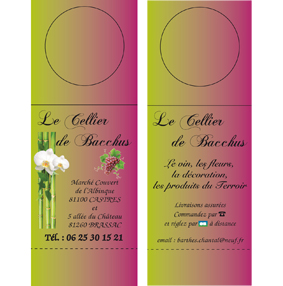 Le Cellier
de Bacchus
Marché Couvert
de l'Albinque
81100 CASTRES
et
5 allée du Château
81260 BRASSAC
Tél. : 06 25 30 15 21
Le Cellier
de Bacchus
Le vin, les fleurs,
la décoration,
les produits du Terroir
Livraisons assurées
Commandez par ☎
et réglez par à distance
email : barthes.chantal@neuf.fr